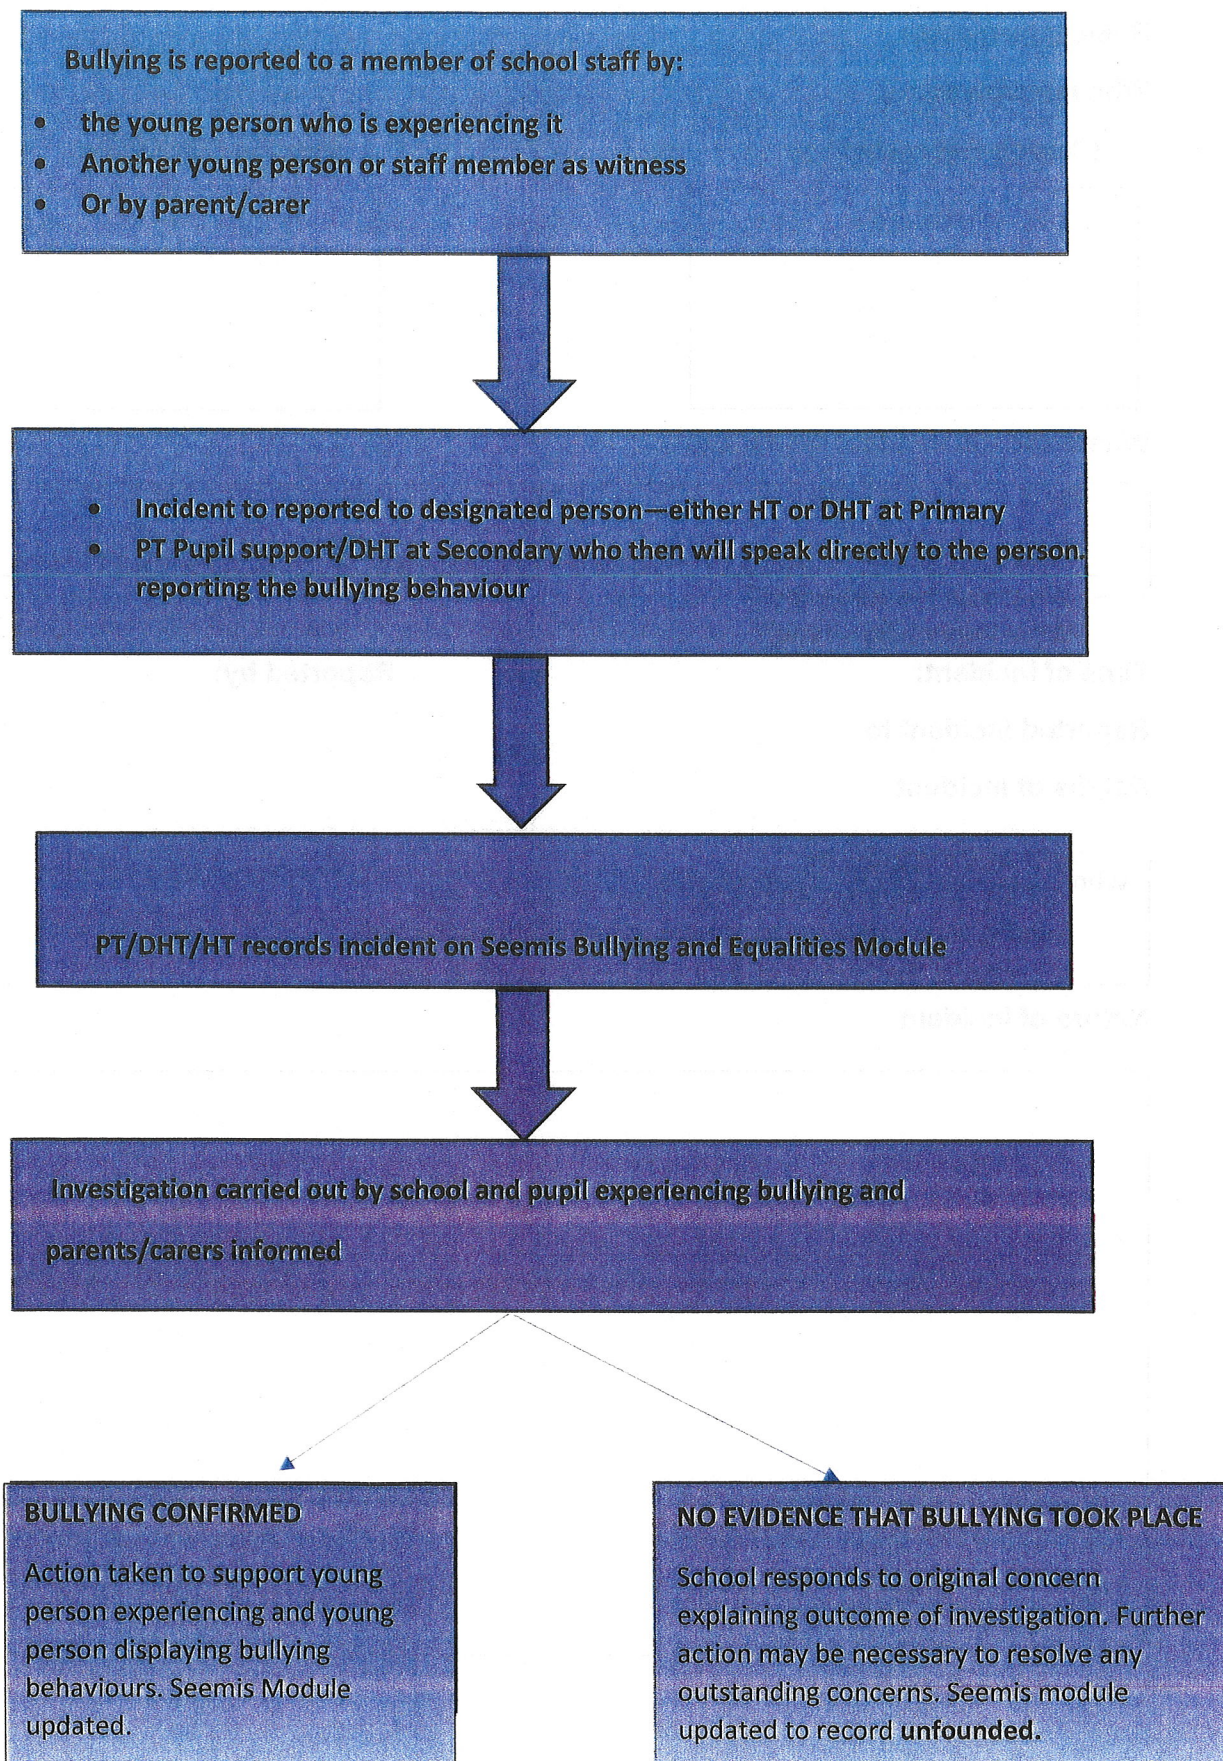 Bullying is reported to a member of school staff by:
• the young person who is experiencing it
• Another young person or staff member as witness
• Or by parent/carer
• Incident to reported to designated person—either HT or DHT at Primary
• PT Pupil support/DHT at Secondary who then will speak directly to the person.
reporting the bullying behaviour
PT/DHT/HT records incident on Seemis Bullying and Equalities Module
Investigation carried out by school and pupil experiencing bullying and
parents/carers informed
BULLYING CONFIRMED
Action taken to support young
person experiencing and young
person displaying bullying
behaviours. Seemis Module
updated.
NO EVIDENCE THAT BULLYING TOOK PLACE
School responds to original concern
explaining outcome of investigation. Further
action may be necessary to resolve any
outstanding concerns. Seemis module
updated to record unfounded.